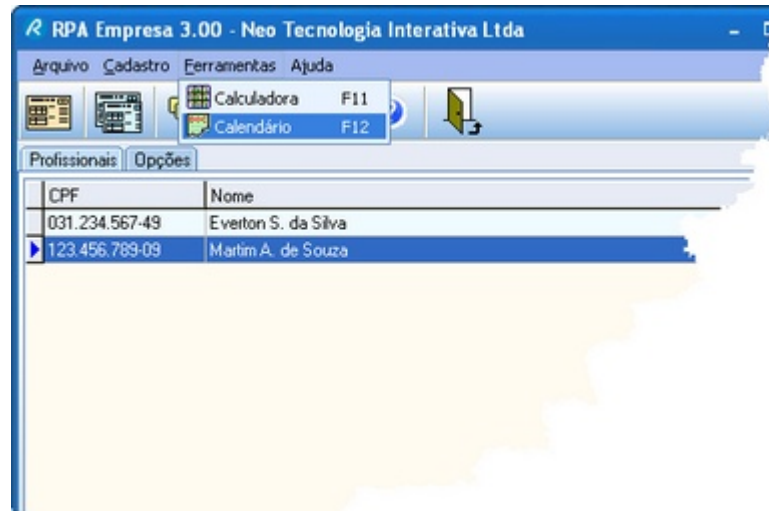 RPA Empresa 3.00 - Neo Tecnologia Interativa Ltda
Arquivo Cadastro Ferramentas Ajuda
Calculadora F11
Calendário F12
Profissionais Opções
CPF Nome
031.234.567-49 Everton S. da Silva
123.456.789-09 Martim A. de Souza